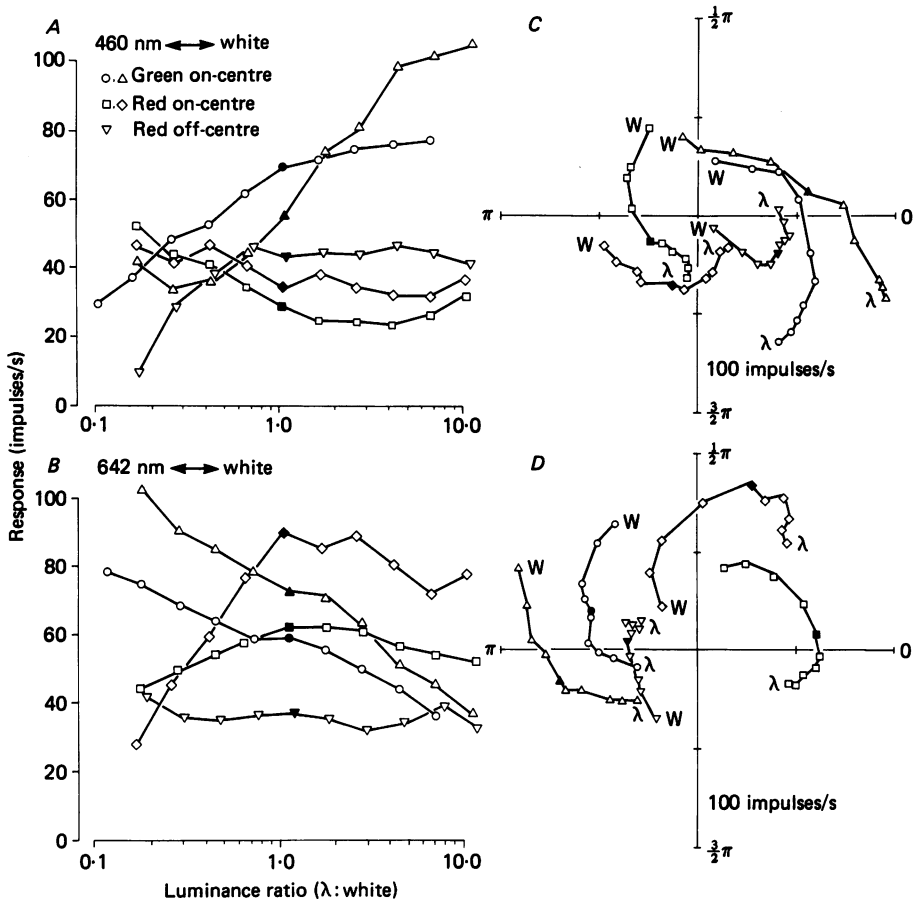 A
460 nm ◄─► white
○.△ Green on-centre
□.◇ Red on-centre
▽ Red off-centre
100
80
60
40
20
0
0·1
1·0
10·0
C
½π
W
W
W
λ
π
0
W
W
λ
λ
λ
λ
100 impulses/s
3/2 π
Response (impulses/s)
B
642 nm ◄─► white
100
80
60
40
20
0
0·1
1·0
10·0
Luminance ratio (λ: white)
D
½π
W
W
λ
W
λ
π
0
λ
λ
λ
W
100 impulses/s
3/2 π